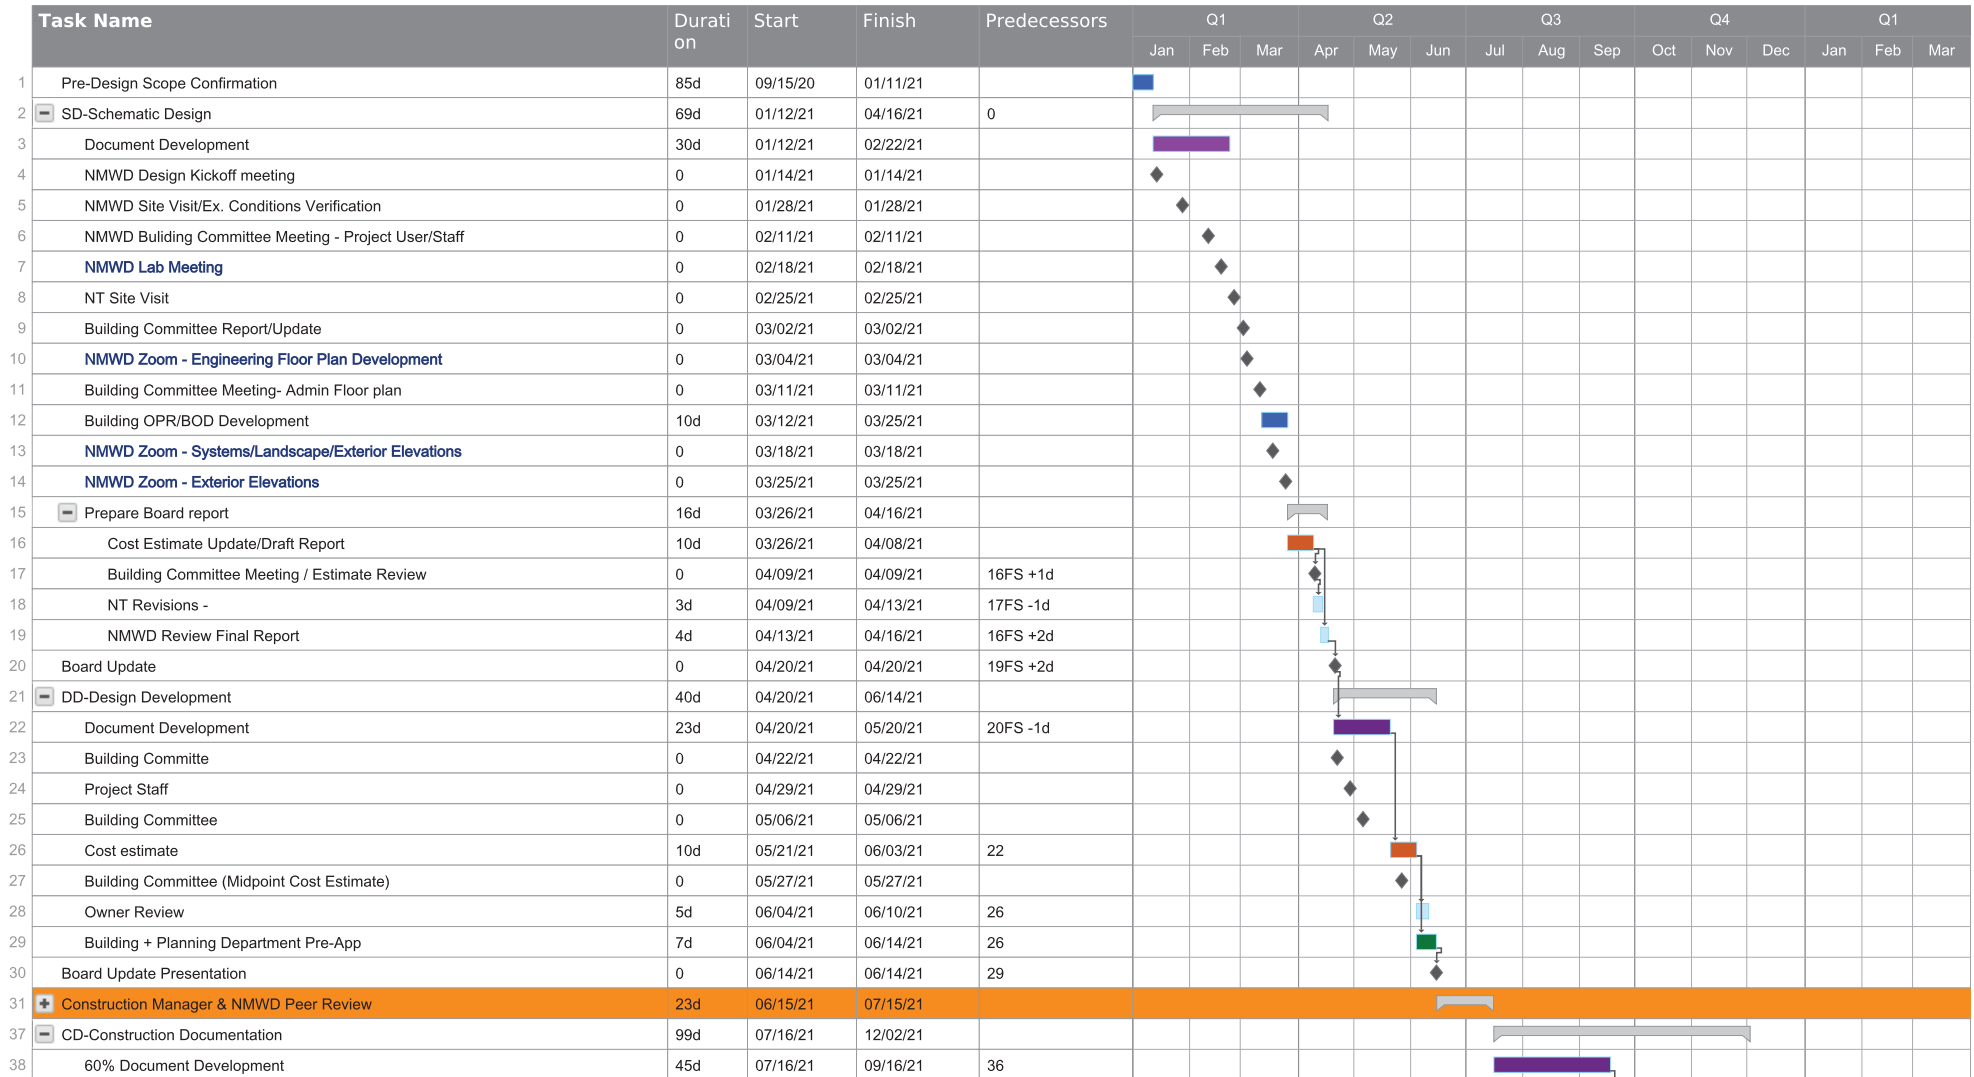 Task Name Durati Start Finish Predecessors Q1 Q2 Q3 Q4 Q1
on Jan Feb Mar Apr May Jun Jul Aug Sep Oct Nov Dec Jan Feb Mar
1 Pre-Design Scope Confirmation 85d 09/15/20 01/11/21
2 SD-Schematic Design 69d 01/12/21 04/16/21 0
3 Document Development 30d 01/12/21 02/22/21
4 NMWD Design Kickoff meeting 0 01/14/21 01/14/21
5 NMWD Site Visit/Ex. Conditions Verification 0 01/28/21 01/28/21
6 NMWD Buliding Committee Meeting - Project User/Staff 0 02/11/21 02/11/21
7 NMWD Lab Meeting 0 02/18/21 02/18/21
8 NT Site Visit 0 02/25/21 02/25/21
9 Building Committee Report/Update 0 03/02/21 03/02/21
10 NMWD Zoom - Engineering Floor Plan Development 0 03/04/21 03/04/21
11 Building Committee Meeting- Admin Floor plan 0 03/11/21 03/11/21
12 Building OPR/BOD Development 10d 03/12/21 03/25/21
13 NMWD Zoom - Systems/Landscape/Exterior Elevations 0 03/18/21 03/18/21
14 NMWD Zoom - Exterior Elevations 0 03/25/21 03/25/21
15 Prepare Board report 16d 03/26/21 04/16/21
16 Cost Estimate Update/Draft Report 10d 03/26/21 04/08/21
17 Building Committee Meeting / Estimate Review 0 04/09/21 04/09/21 16FS +1d
18 NT Revisions - 3d 04/09/21 04/13/21 17FS -1d
19 NMWD Review Final Report 4d 04/13/21 04/16/21 16FS +2d
20 Board Update 0 04/20/21 04/20/21 19FS +2d
21 DD-Design Development 40d 04/20/21 06/14/21
22 Document Development 23d 04/20/21 05/20/21 20FS -1d
23 Building Committe 0 04/22/21 04/22/21
24 Project Staff 0 04/29/21 04/29/21
25 Building Committee 0 05/06/21 05/06/21
26 Cost estimate 10d 05/21/21 06/03/21 22
27 Building Committee (Midpoint Cost Estimate) 0 05/27/21 05/27/21
28 Owner Review 5d 06/04/21 06/10/21 26
29 Building + Planning Department Pre-App 7d 06/04/21 06/14/21 26
30 Board Update Presentation 0 06/14/21 06/14/21 29
31 Construction Manager & NMWD Peer Review 23d 06/15/21 07/15/21
37 CD-Construction Documentation 99d 07/16/21 12/02/21
38 60% Document Development 45d 07/16/21 09/16/21 36